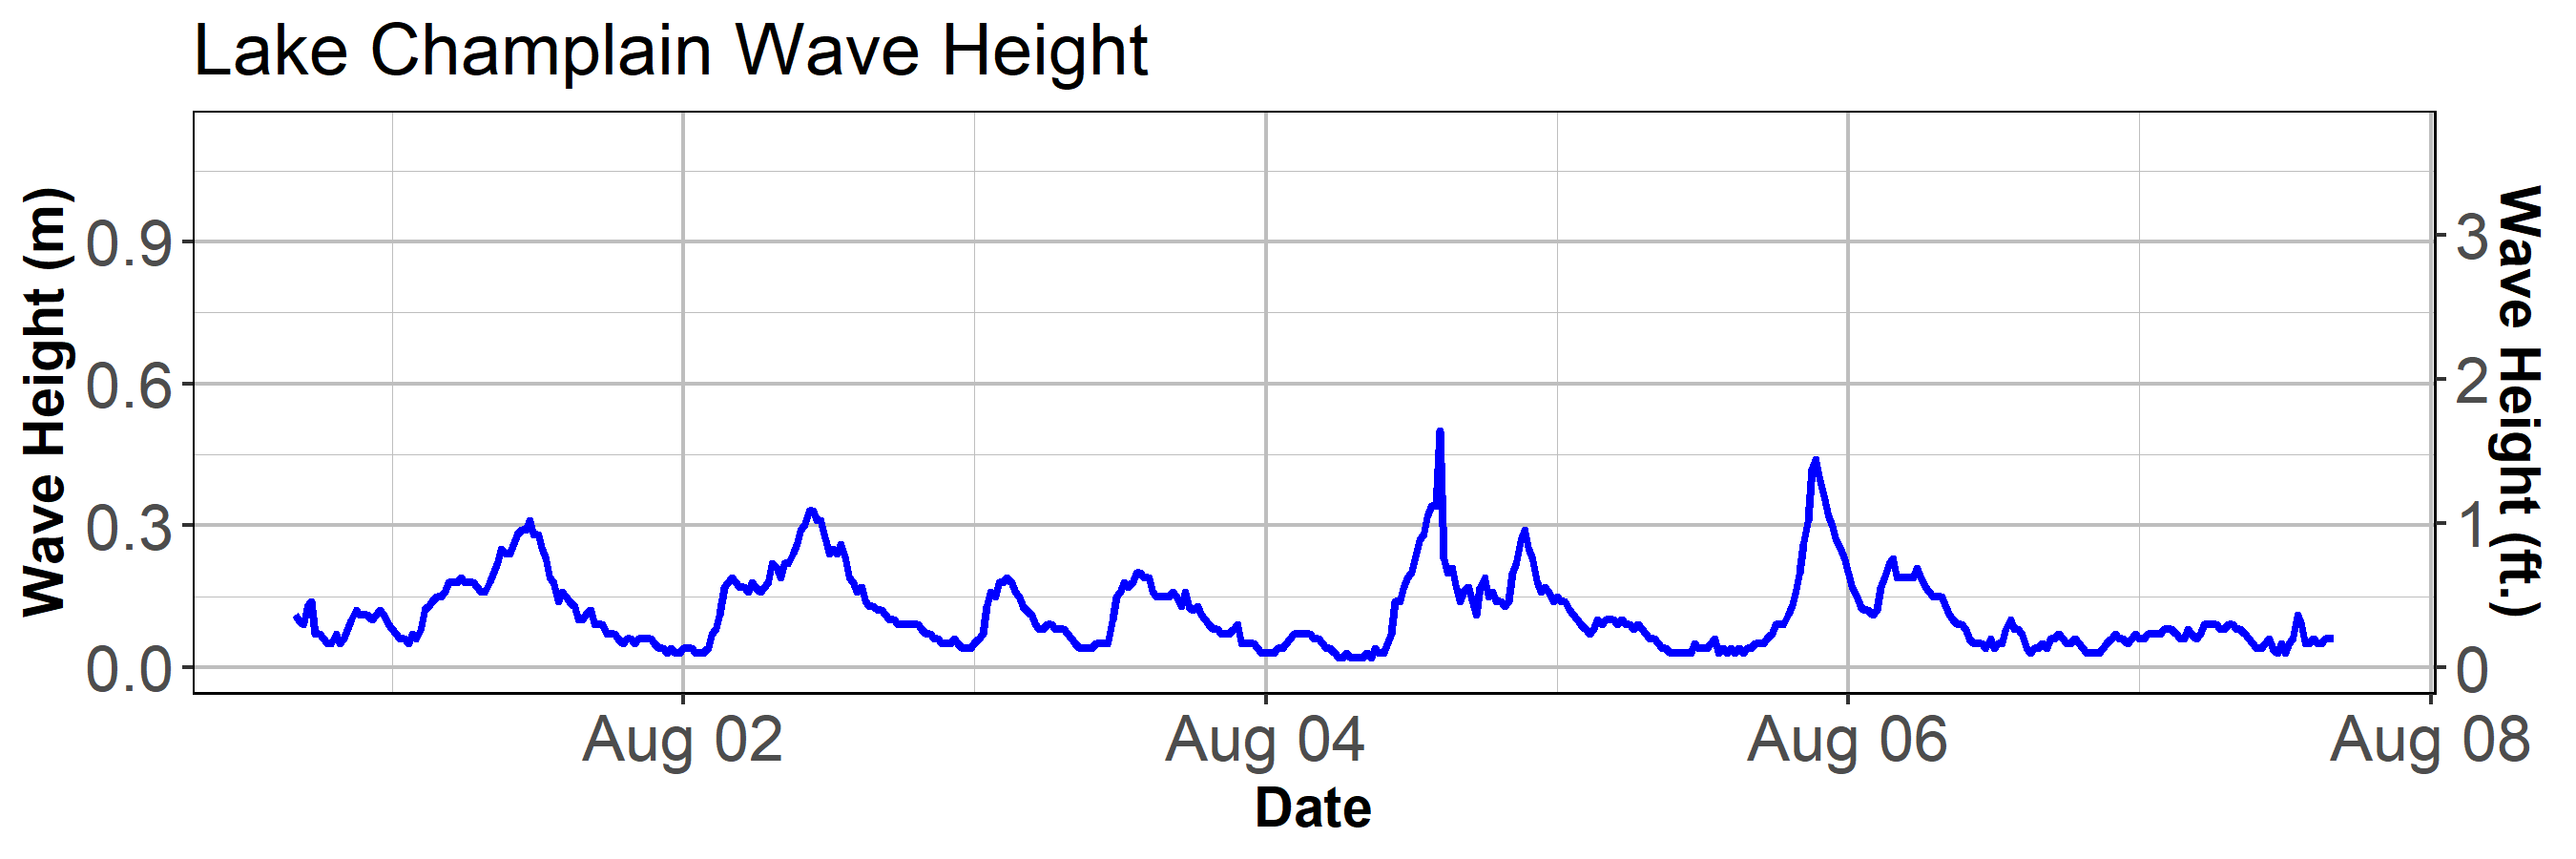 Lake Champlain Wave Height
Wave Height (m)
0.9
0.6
0.3
0.0
3
2
1
0
Wave Height (ft.)
Aug 02
Aug 04
Aug 06
Aug 08
Date